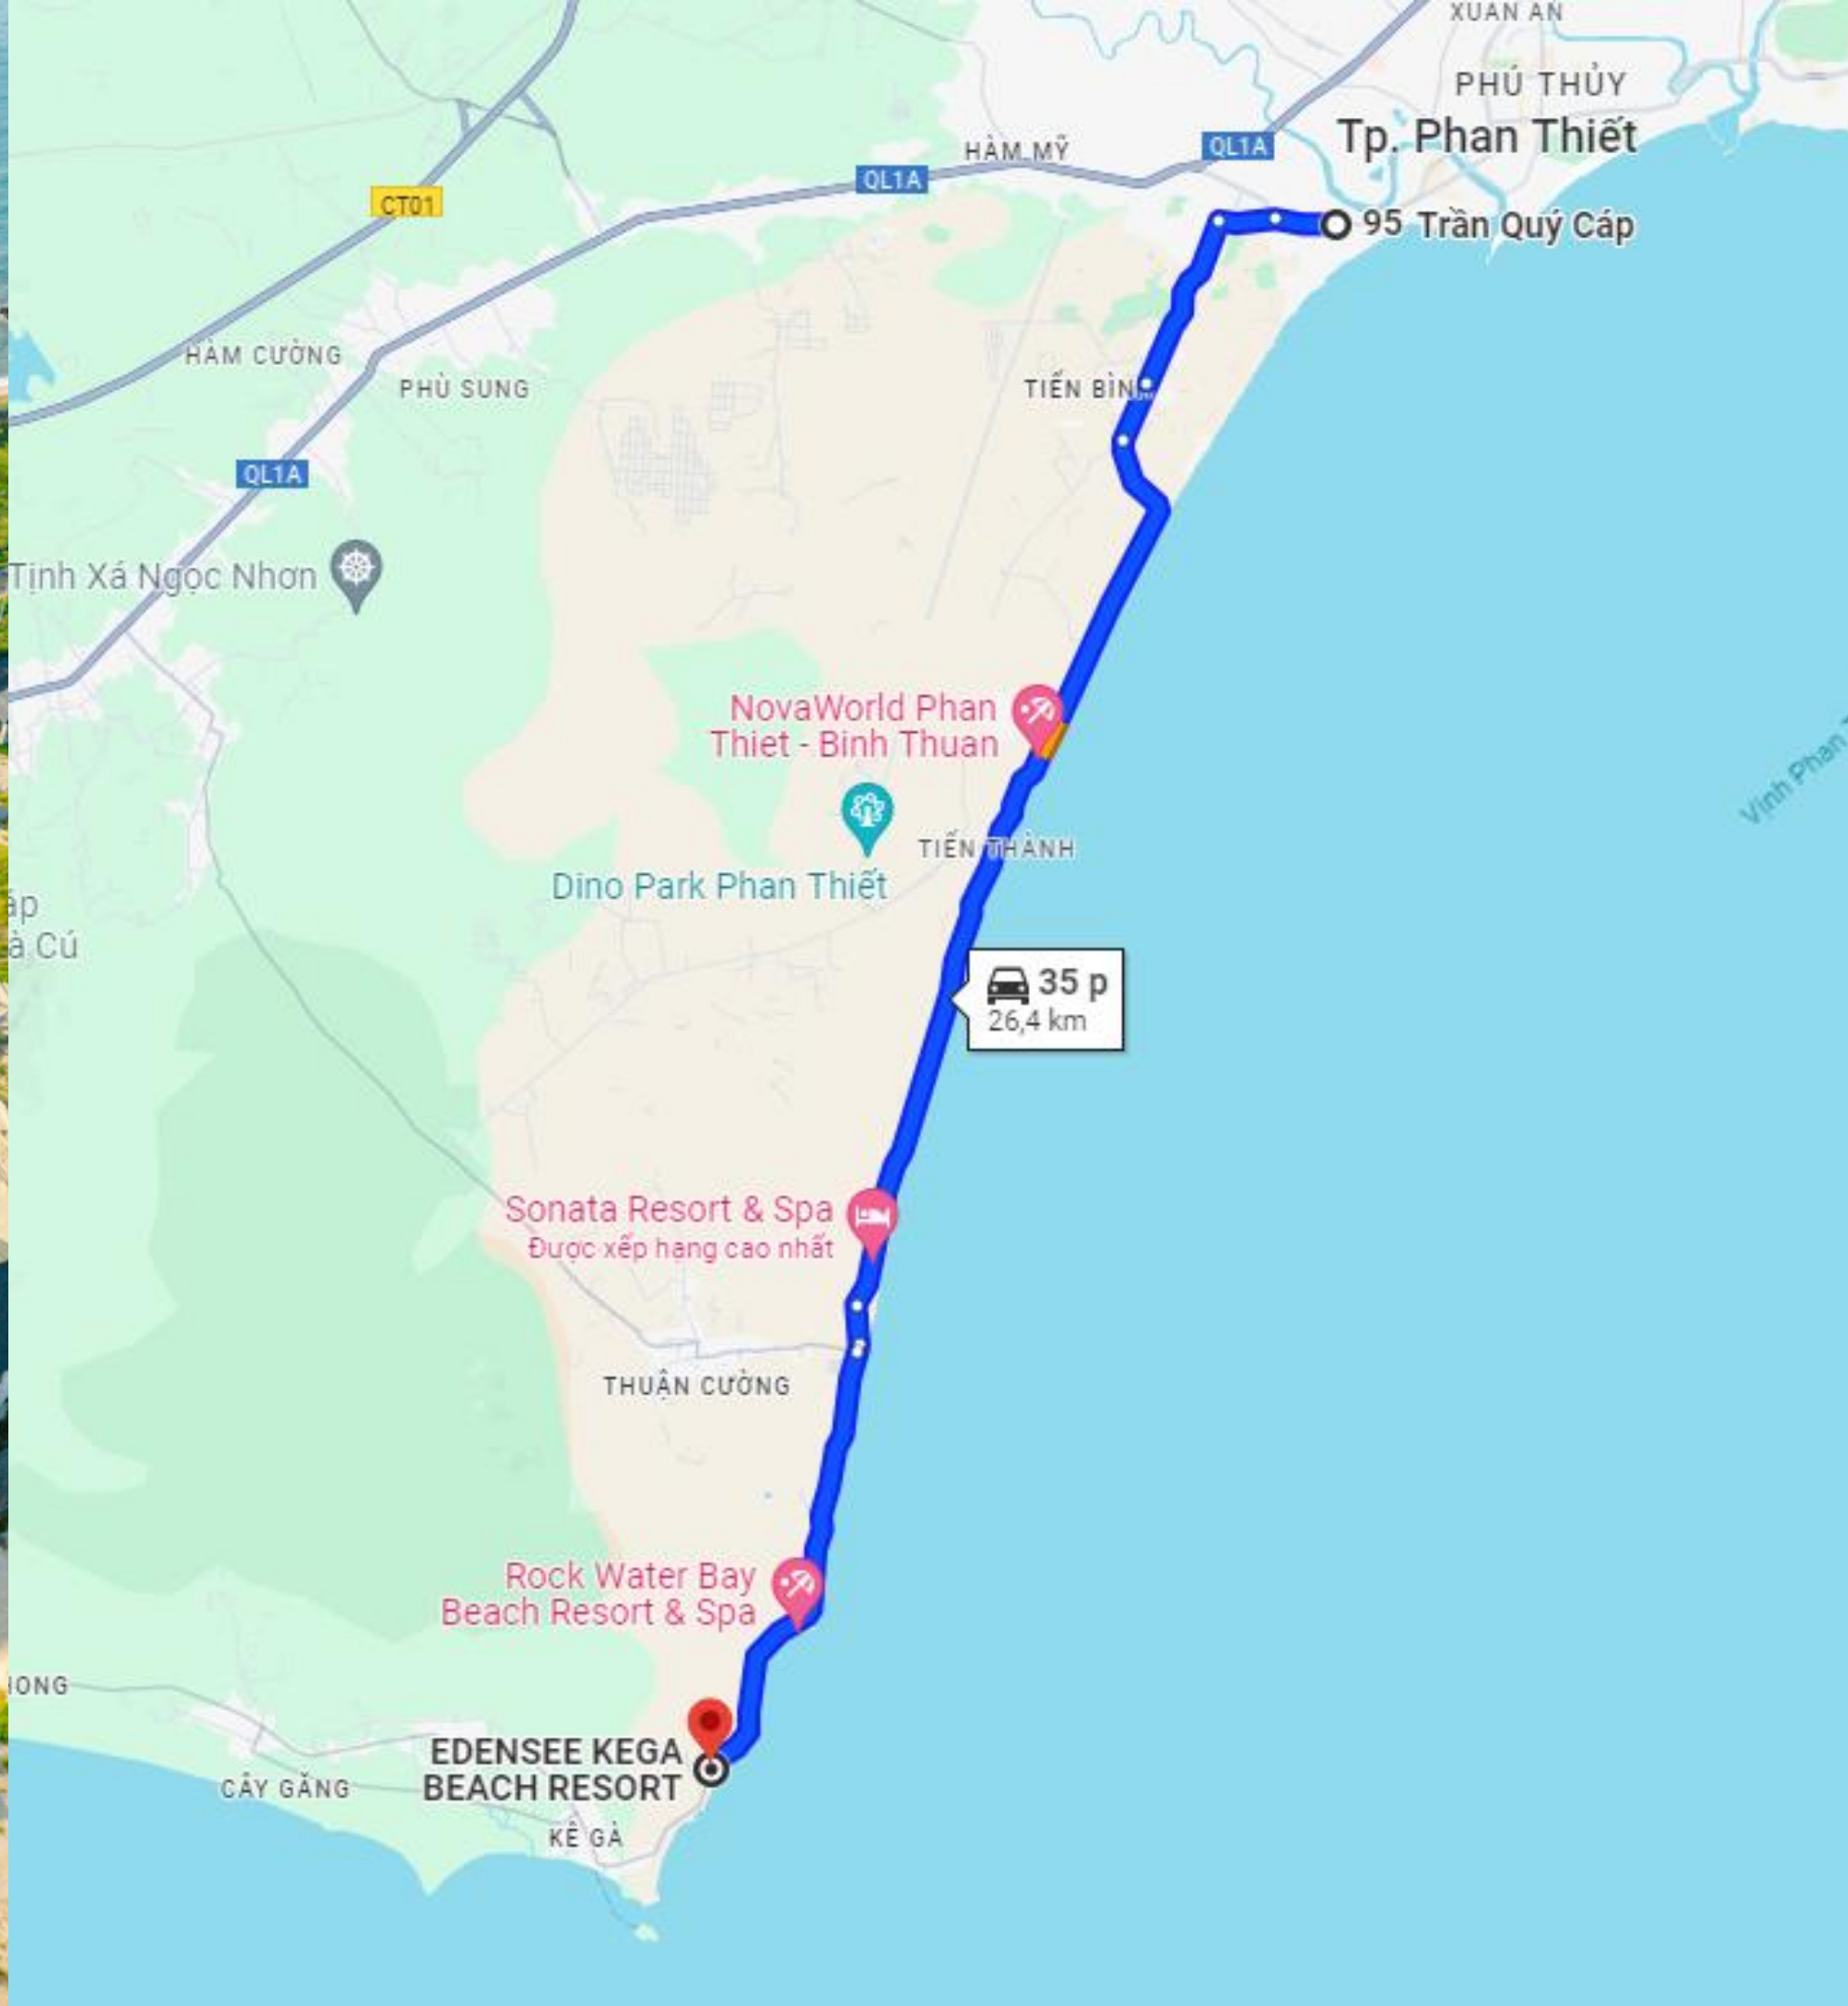 XUÂN AN
PHÚ THỦY
Tp. Phan Thiết
HÀM MỸ
QL1A
QL1A
CT01
95 Trần Quý Cáp
HÀM CƯỜNG
PHÙ SUNG
TIẾN BÌNH
QL1A
Tịnh Xá Ngọc Nhơn
NovaWorld Phan
Thiet - Binh Thuan
Vịnh Phan
TIẾN THÀNH
Dino Park Phan Thiết
à Cú
35 p
26,4 km
Sonata Resort & Spa
Được xếp hạng cao nhất
THUẬN CƯỜNG
Rock Water Bay
Beach Resort & Spa
EDENSEE KEGA
BEACH RESORT
CÂY GĂNG
KÊ GÀ